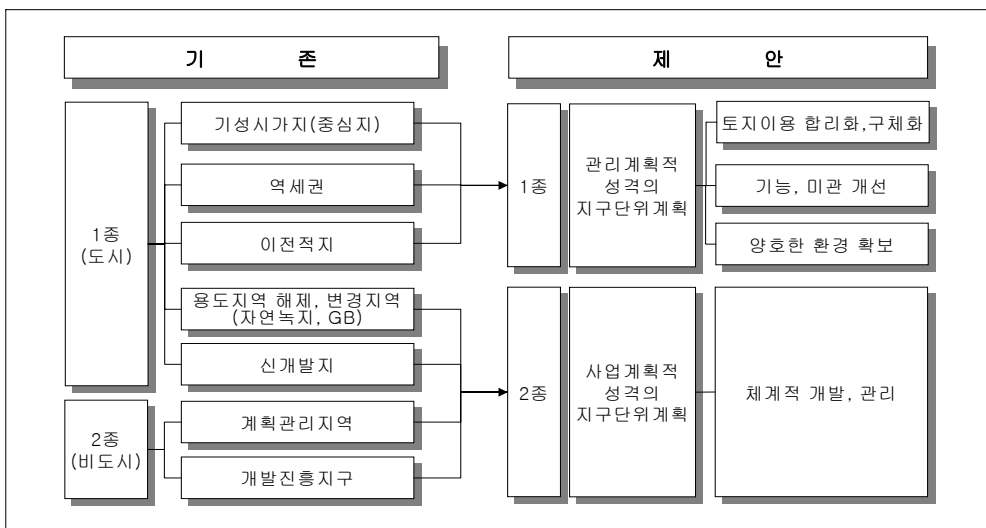 기 존
제 안
1종
(도시)
기성시가지(중심지)
역세권
이전적지
용도지역 해제, 변경지역
(자연녹지, GB)
신개발지
2종
(비도시)
계획관리지역
개발진흥지구
1종
관리계획적
성격의
지구단위계획
토지이용 합리화,구체화
기능, 미관 개선
양호한 환경 확보
2종
사업계획적
성격의
지구단위계획
체계적 개발, 관리